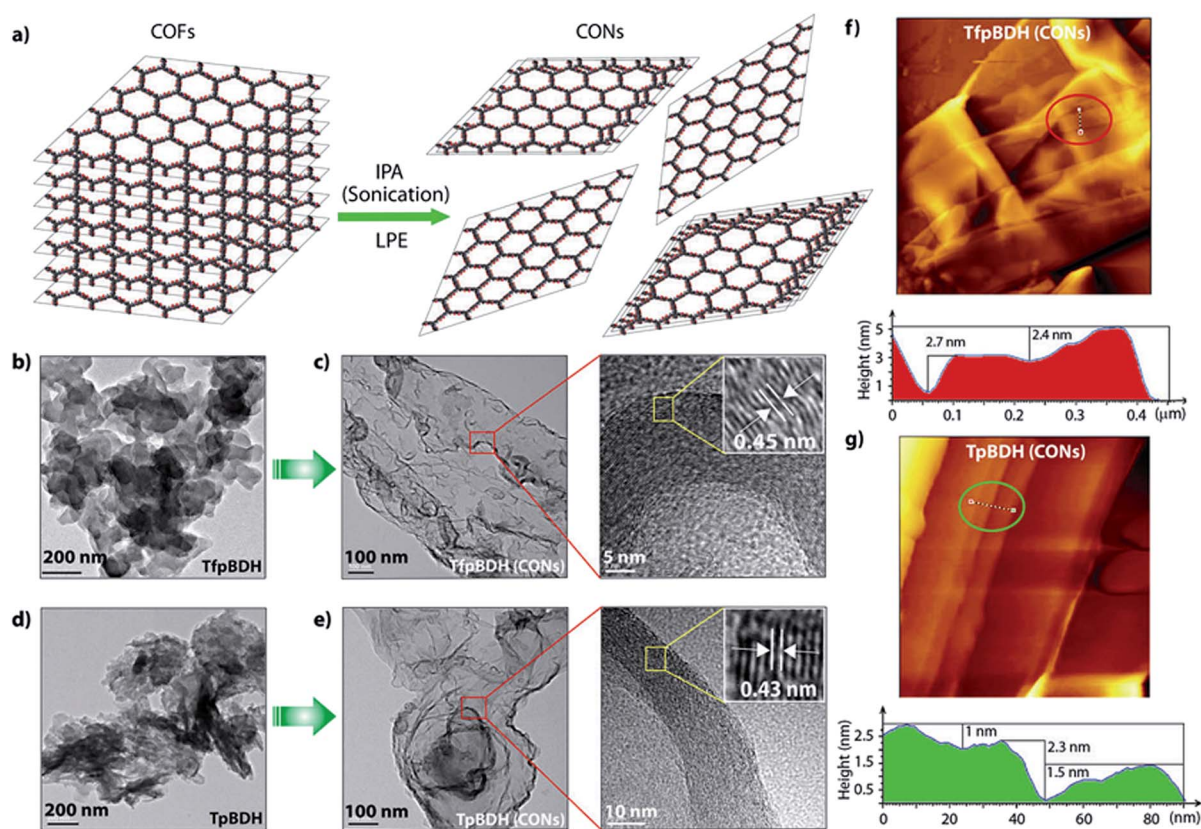 a)
COFs
CONs
IPA
(Sonication)
LPE
b)
200 nm
TfpBDH
c)
100 nm
TfpBDH (CONs)
5 nm
0.45 nm
d)
200 nm
TpBDH
e)
100 nm
TpBDH (CONs)
10 nm
0.43 nm
f)
TfpBDH (CONs)
Height (nm)
5
3
1
2.7
2.4
0 0.1 0.2 0.3 0.4 (μm)
g)
TpBDH (CONs)
Height (nm)
2.5
1.5
0.5
1 nm
2.3
1.5 nm
0 20 40 60 80 (nm)